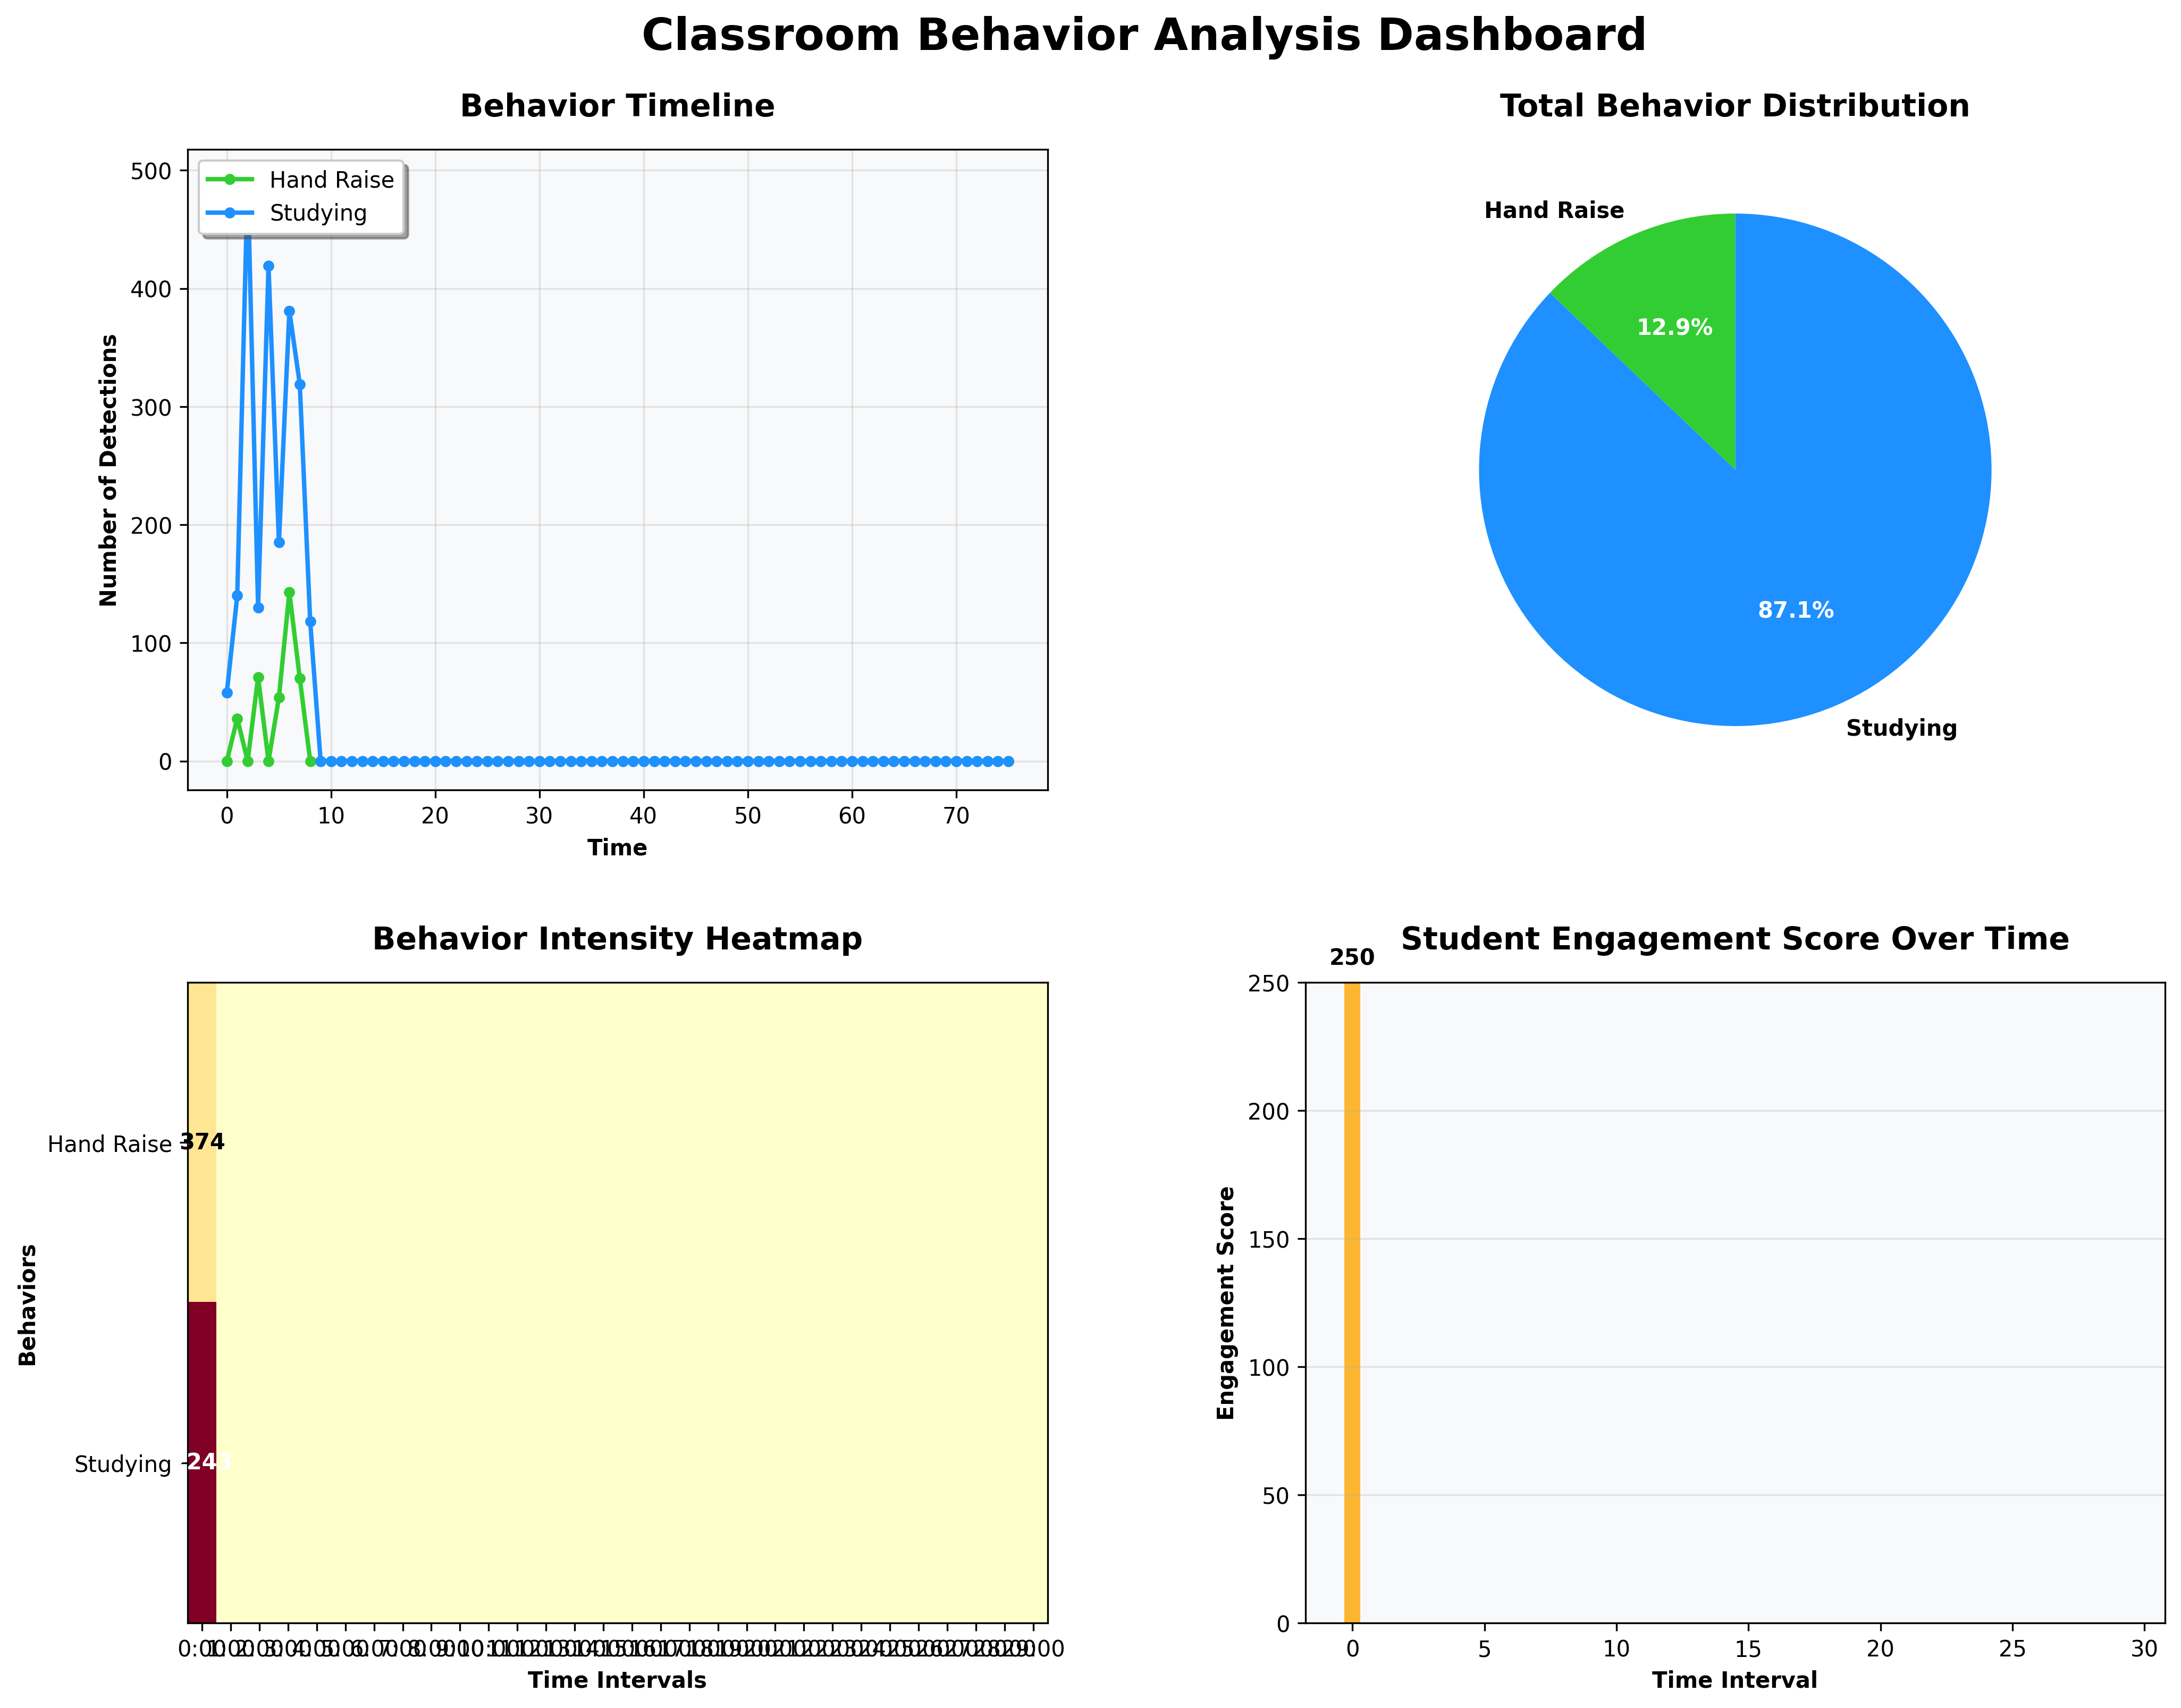 Classroom Behavior Analysis Dashboard
Behavior Timeline
Hand Raise
Studying
500
400
300
200
100
0
Number of Detections
0 10 20 30 40 50 60 70
Time
Total Behavior Distribution
Hand Raise
12.9%
87.1%
Studying
Behavior Intensity Heatmap
Behaviors
Hand Raise
374
Studying
Time Intervals
Student Engagement Score Over Time
250
250
200
150
100
50
0
Engagement Score
0 5 10 15 20 25 30
Time Interval